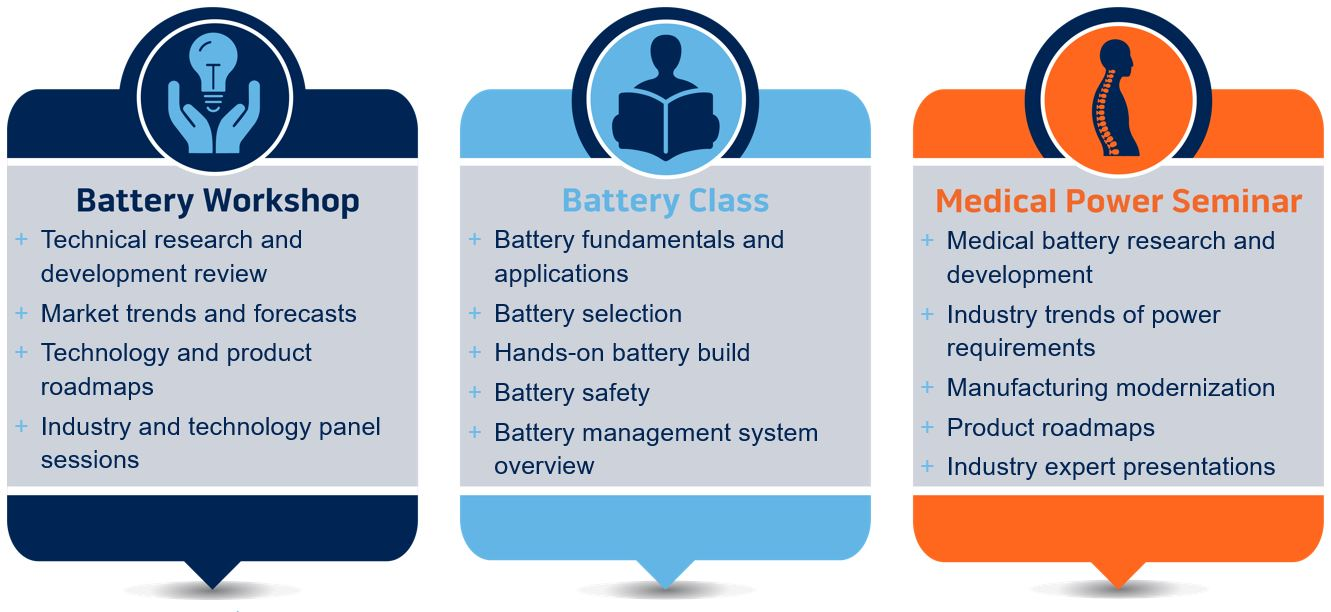 Battery Workshop
+ Technical research and
development review
+ Market trends and forecasts
+ Technology and product
roadmaps
+ Industry and technology panel
sessions
Battery Class
+ Battery fundamentals and
applications
+ Battery selection
+ Hands-on battery build
+ Battery safety
+ Battery management system
overview
Medical Power Seminar
+ Medical battery research and
development
+ Industry trends of power
requirements
+ Manufacturing modernization
+ Product roadmaps
+ Industry expert presentations